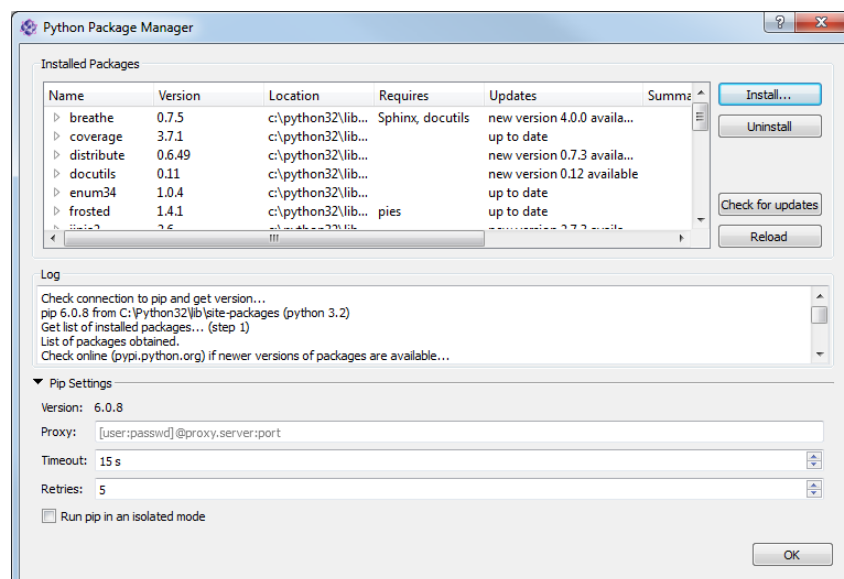 Python Package Manager
Installed Packages
Name Version Location Requires Updates Summa
breathe 0.7.5 c:\python32\lib... Sphinx, docutils new version 4.0.0 availa...
coverage 3.7.1 c:\python32\lib... up to date
distribute 0.6.49 c:\python32\lib... new version 0.7.3 availa...
docutils 0.11 c:\python32\lib... new version 0.12 available
enum34 1.0.4 c:\python32\lib... up to date
frosted 1.4.1 c:\python32\lib... pies up to date
Install...
Uninstall
Check for updates
Reload
Log
Check connection to pip and get version...
pip 6.0.8 from C:\Python32\lib\site-packages (python 3.2)
Get list of installed packages... (step 1)
List of packages obtained.
Check online (pypi.python.org) if newer versions of packages are available...
Pip Settings
Version: 6.0.8
Proxy: [user:passwd]@proxy.server:port
Timeout: 15 s
Retries: 5
Run pip in an isolated mode
OK